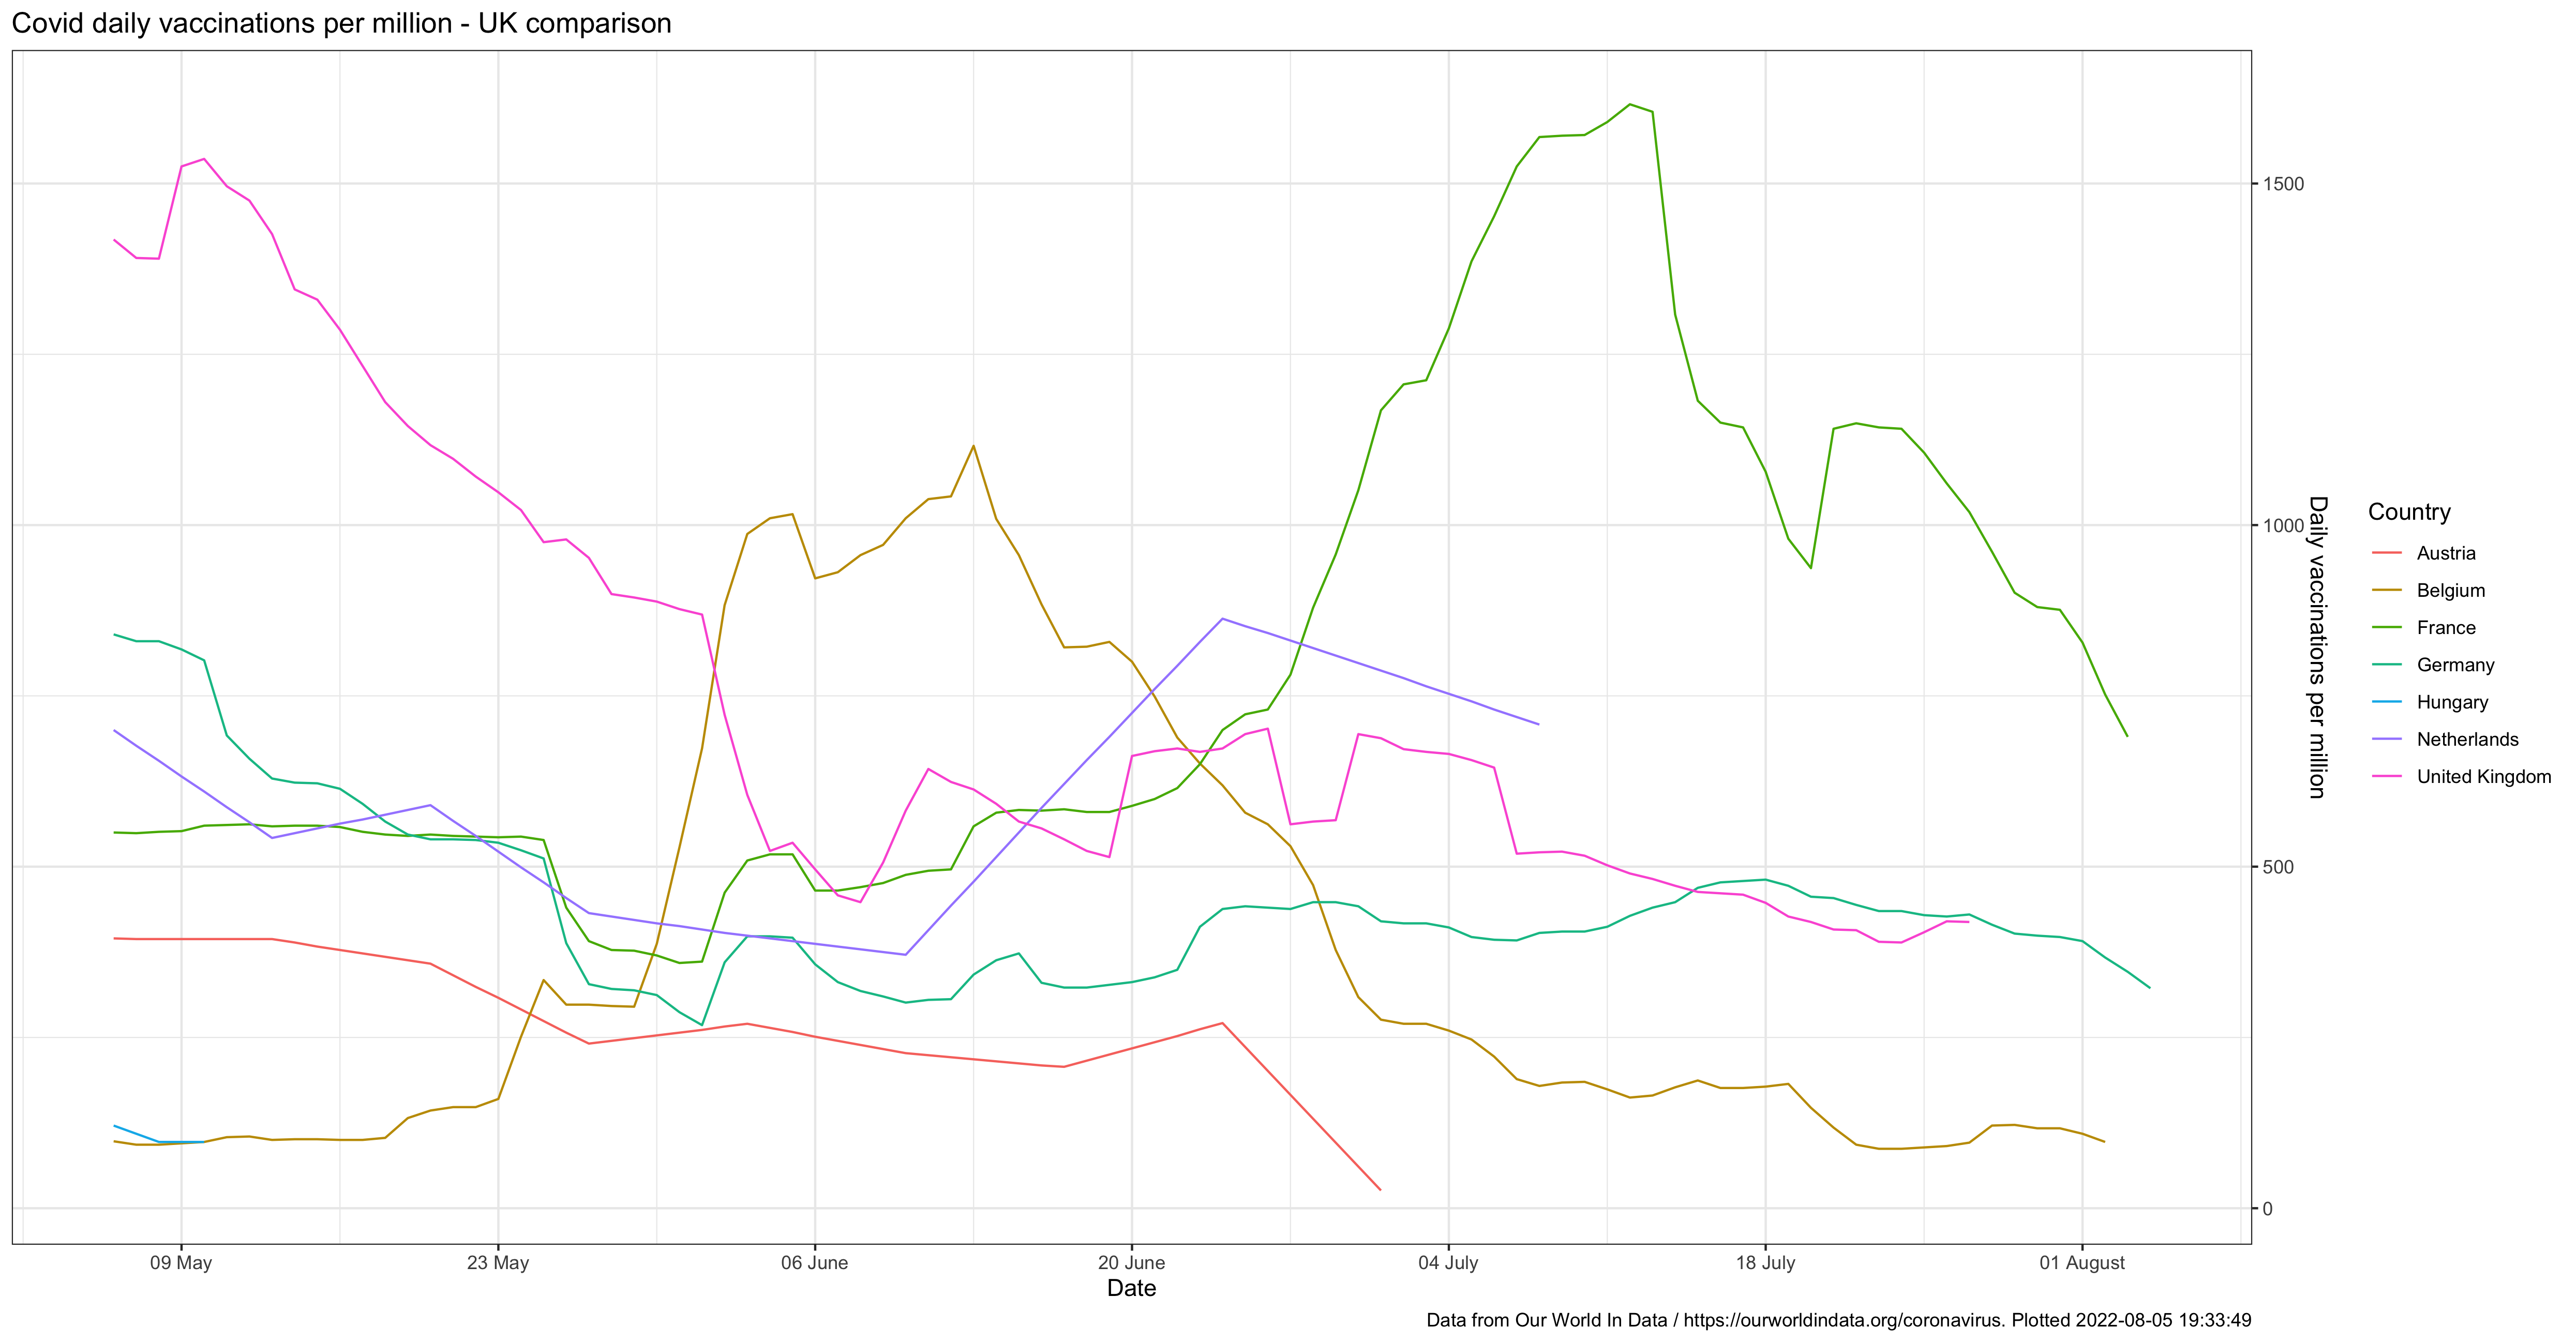 Covid daily vaccinations per million - UK comparison
1500
1000
500
0
Daily vaccinations per million
Country
Austria
Belgium
France
Germany
Hungary
Netherlands
United Kingdom
09 May
23 May
06 June
20 June
04 July
18 July
01 August
Date
Data from Our World In Data / https://ourworldindata.org/coronavirus. Plotted 2022-08-05 19:33:49